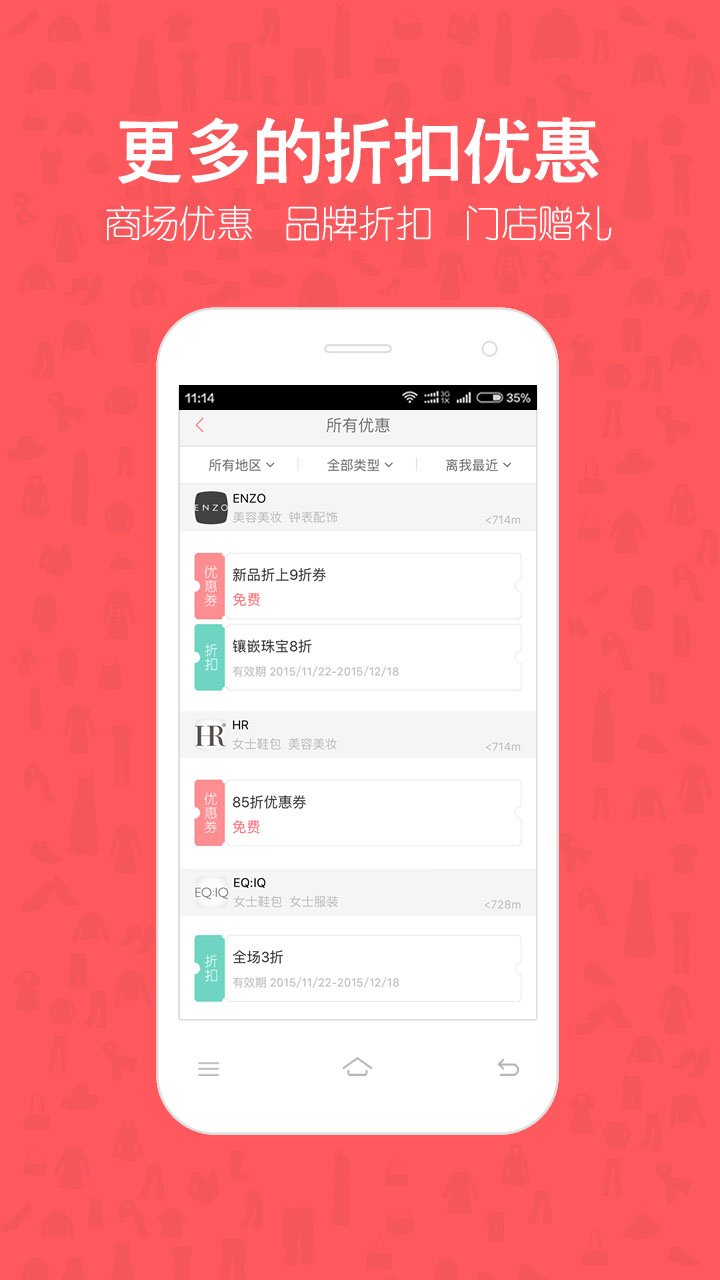 更多的折扣优惠
商场优惠 品牌折扣 门店赠礼
11:14 3G 1X 35%
所有优惠
所有地区 全部类型 离我最近
ENZO
ENZO
美容美妆 钟表配饰 <714m
优惠券
新品折上9折券
免费
折扣
镶嵌珠宝8折
有效期 2015/11/22-2015/12/18
HR
HR
女士鞋包 美容美妆 <714m
优惠券
85折优惠券
免费
EQ:IQ
EQ:IQ
女士鞋包 女士服装 <728m
折扣
全场3折
有效期 2015/11/22-2015/12/18